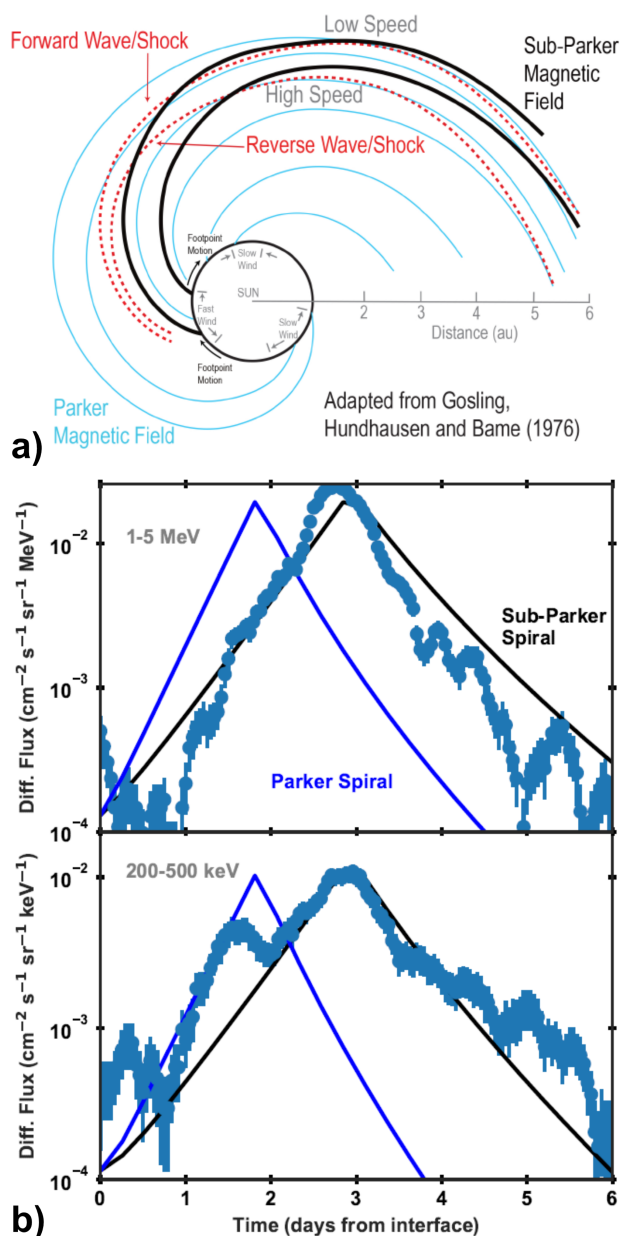 Low Speed
Forward Wave/Shock
Sub-Parker
Magnetic
Field
High Speed
Reverse Wave/Shock
Footpoint
Motion
Slow
Wind
SUN
Fast
Wind
Slow
Wind
2 3 4 5 6
Distance (au)
Footpoint
Motion
Parker
Magnetic Field
Adapted from Gosling,
Hundhausen and Bame (1976)
a)
1-5 MeV
10⁻²
Sub-Parker
Spiral
10⁻³
Parker Spiral
10⁻⁴
Diff. Flux (cm⁻² s⁻¹ sr⁻¹ MeV⁻¹)
200-500 keV
10⁻²
10⁻³
10⁻⁴
Diff. Flux (cm⁻² s⁻¹ sr⁻¹ keV⁻¹)
0 1 2 3 4 5 6
Time (days from interface)
b)